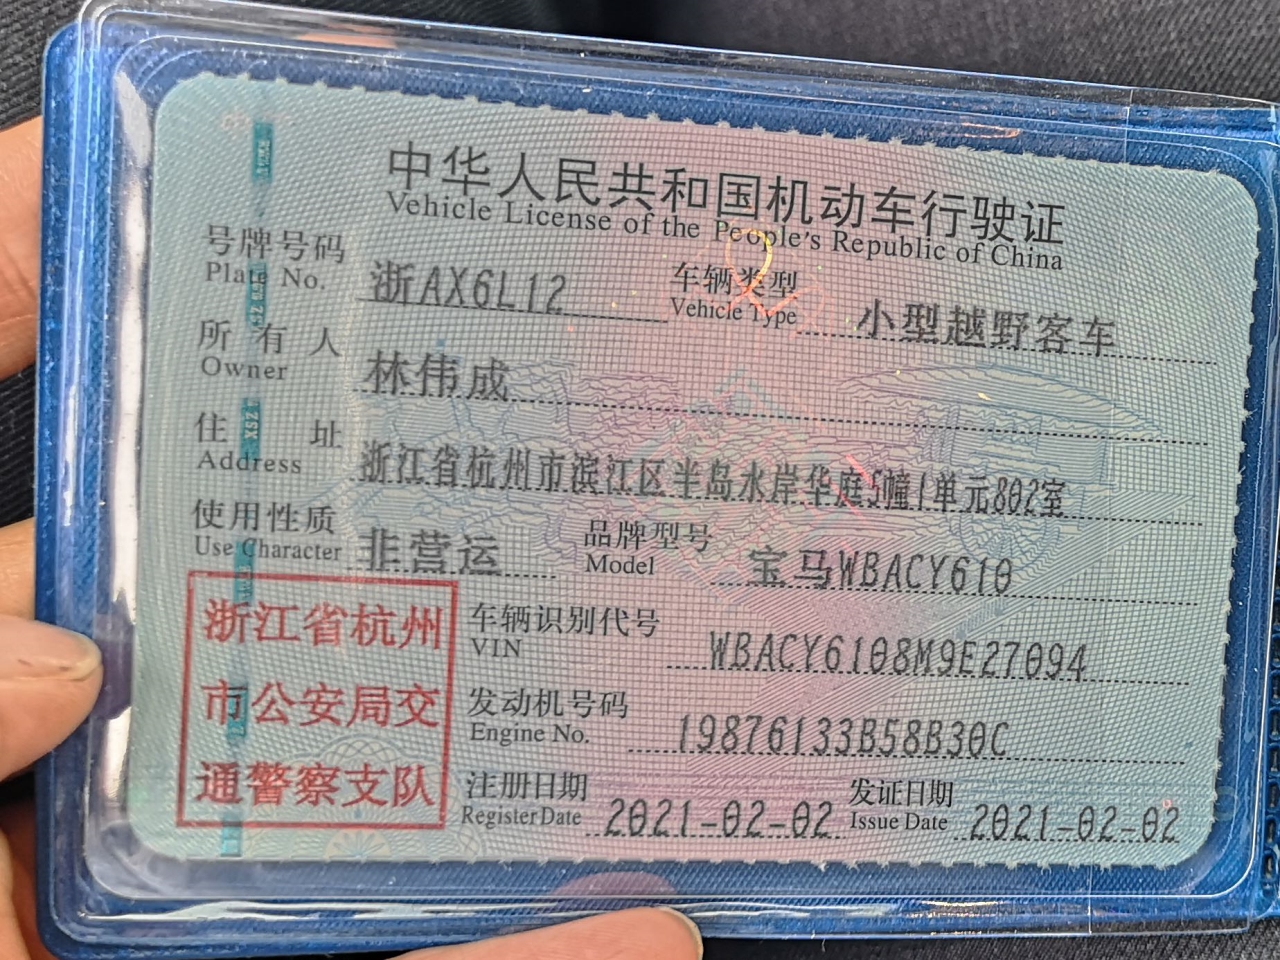 中华人民共和国机动车行驶证
Vehicle License of the People's Republic of China
号牌号码 浙AX6L12 车辆类型 小型越野客车
Plate No. Vehicle Type
所有人 林伟成
Owner
住址 浙江省杭州市滨江区半岛水岸华庭5幢1单元802室
Address
使用性质 非营运 品牌型号 宝马WBACY610
Use Character Model
浙江省杭州
市公安局交
通警察支队
车辆识别代号 WBACY6108M9E27094
VIN
发动机号码 19876133B58B30C
Engine No.
注册日期 2021-02-02 发证日期 2021-02-02
Register Date Issue Date